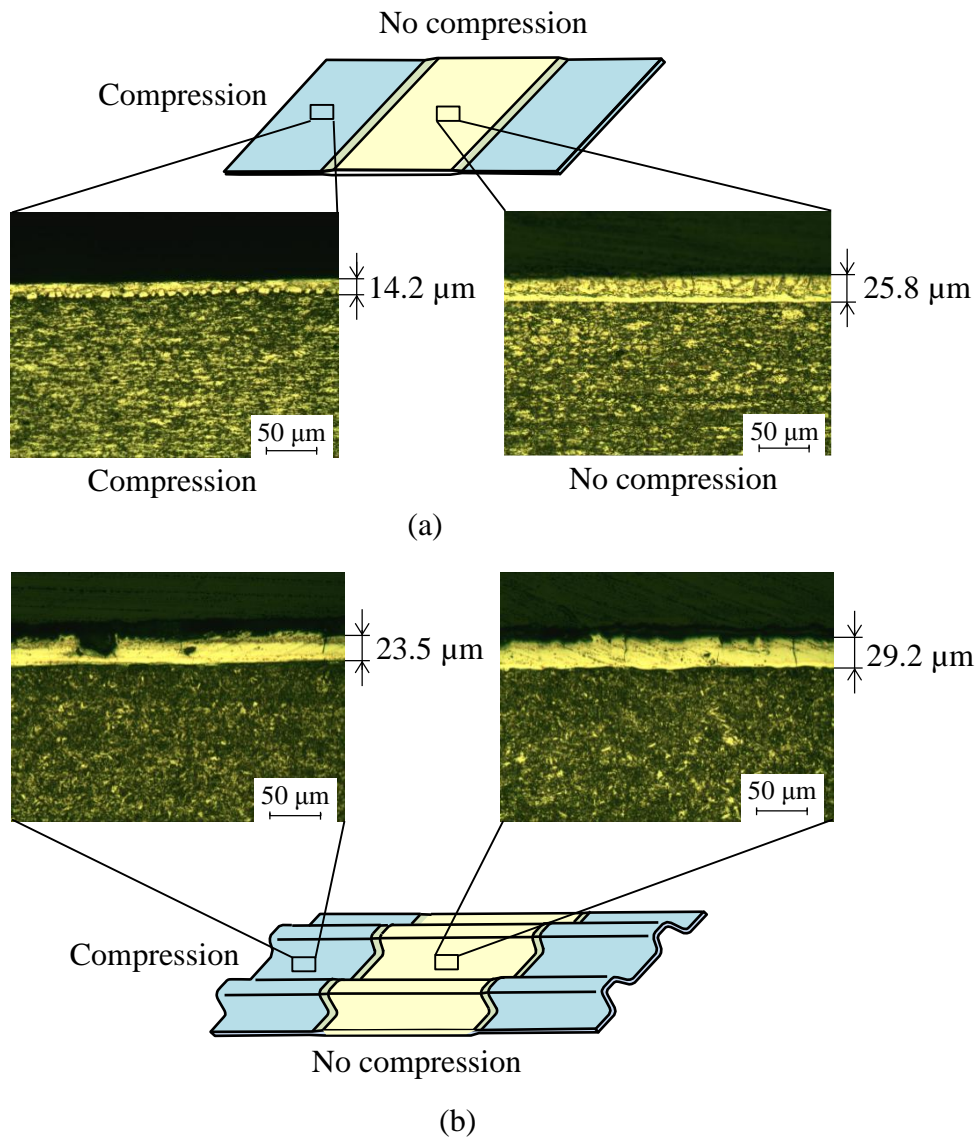 No compression
Compression
14.2 μm
25.8 μm
50 μm
50 μm
Compression
No compression
(a)
23.5 μm
29.2 μm
50 μm
50 μm
Compression
No compression
(b)